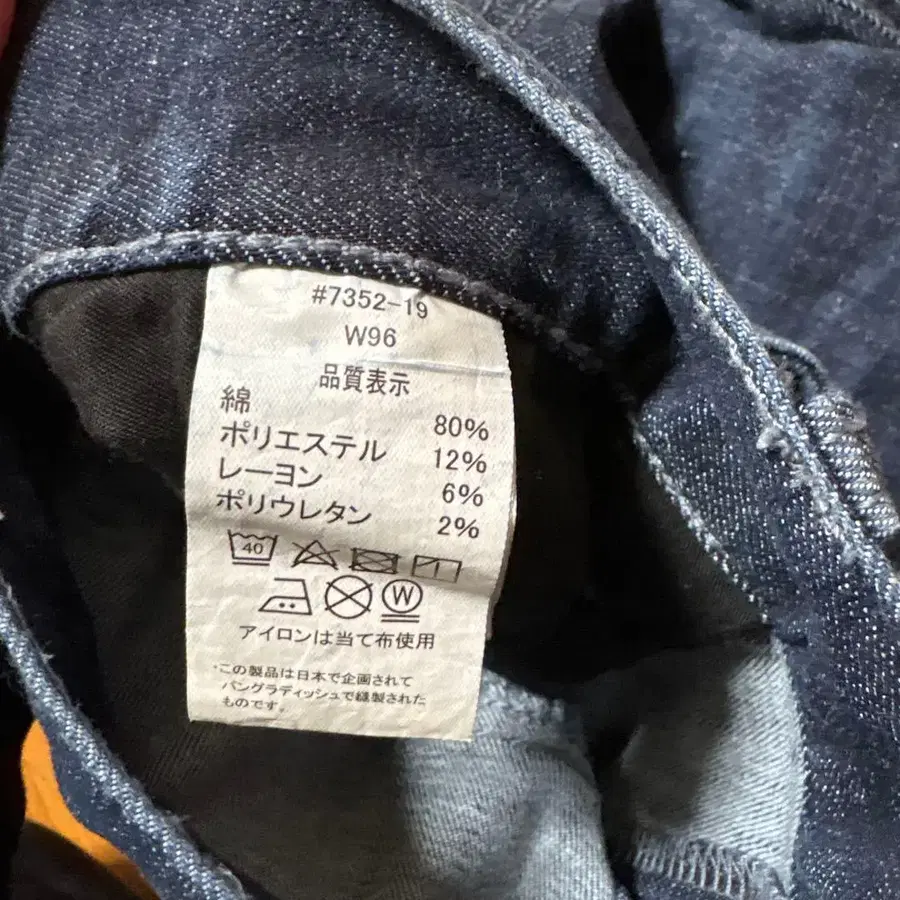 #7352-19
W96
品質表示
綿 80%
ポリエステル 12%
レーヨン 6%
ポリウレタン 2%
40
W
アイロンは当て布使用
*この製品は日本で企画されて
バングラディッシュで縫製された
ものです。